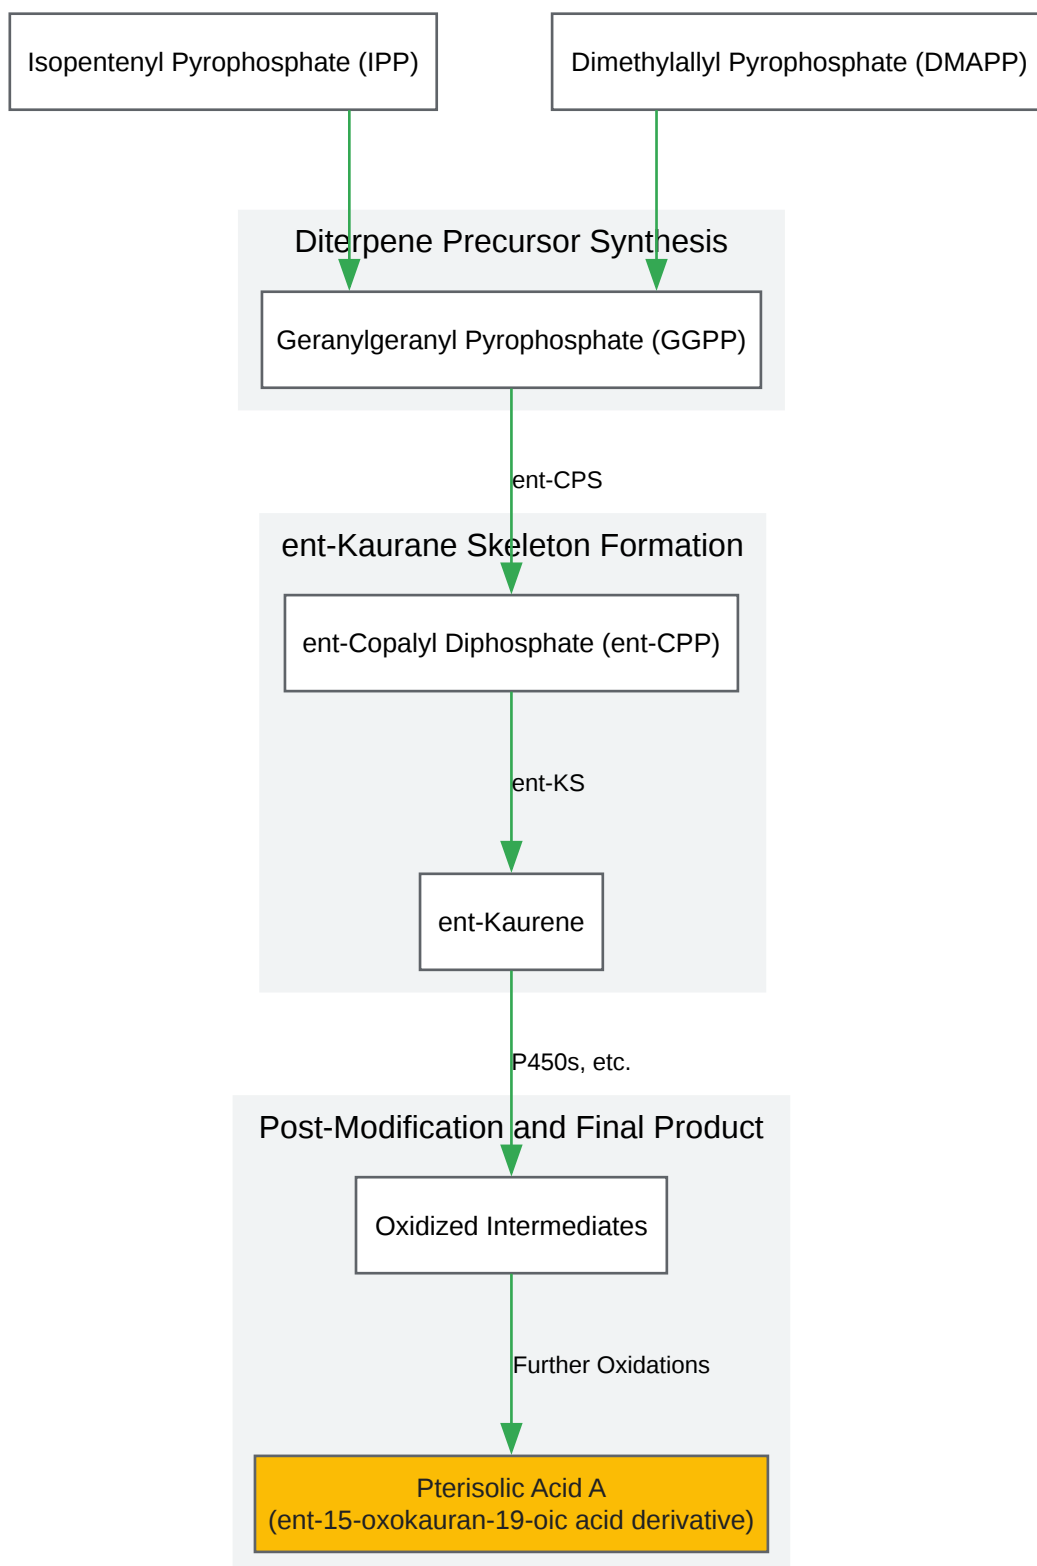 Isopentenyl Pyrophosphate (IPP)
Dimethylallyl Pyrophosphate (DMAPP)
Diterpene Precursor Synthesis
Geranylgeranyl Pyrophosphate (GGPP)
ent-CPS
ent-Kaurane Skeleton Formation
ent-Copalyl Diphosphate (ent-CPP)
ent-KS
ent-Kaurene
P450s, etc.
Post-Modification and Final Product
Oxidized Intermediates
Further Oxidations
Pterisolic Acid A
(ent-15-oxokauran-19-oic acid derivative)